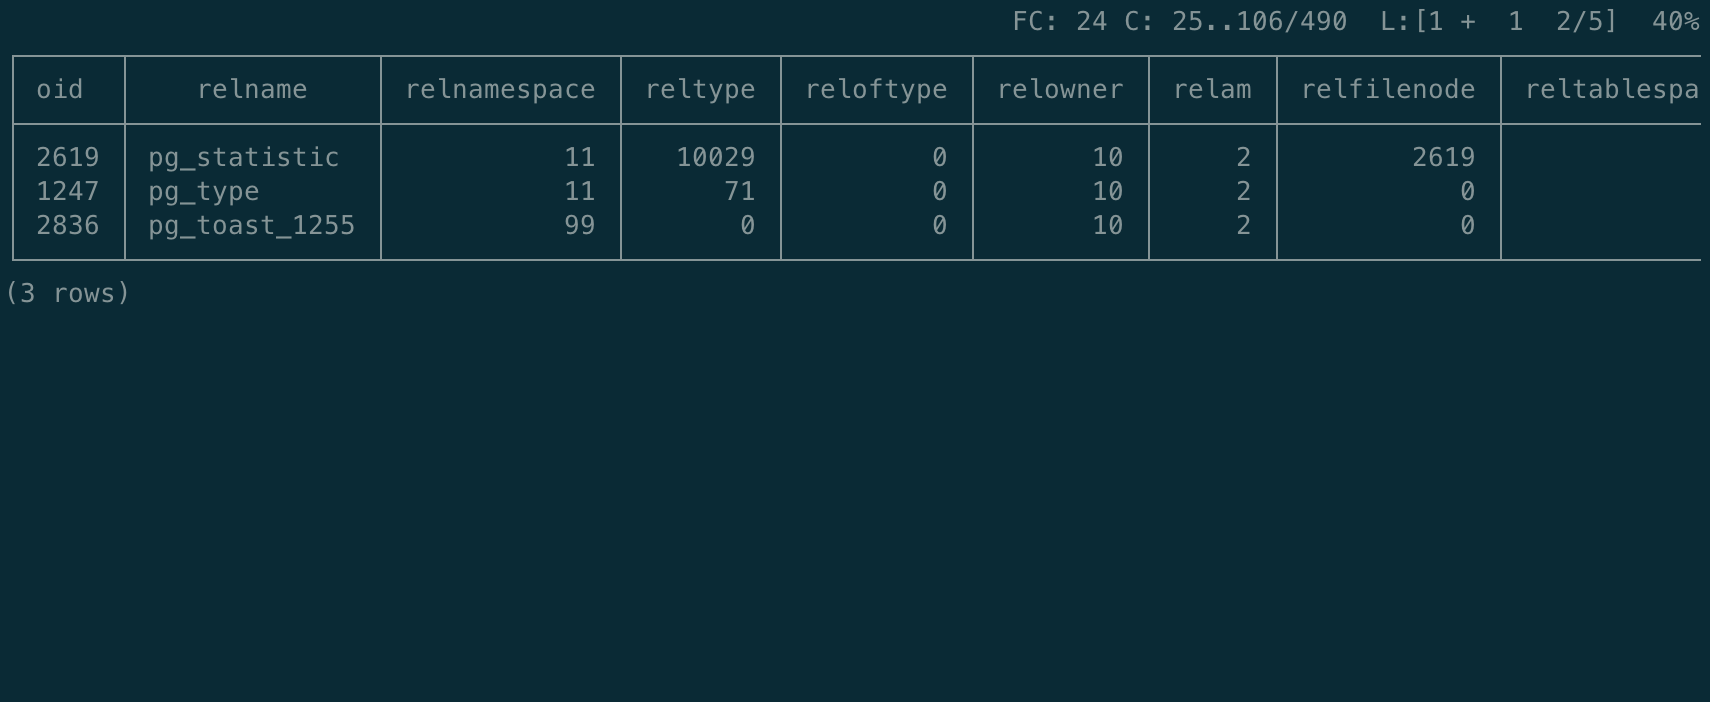 FC: 24 C: 25..106/490 L:[1 + 1 2/5] 40%
oid relname relnamespace reltype reloftype relowner relam relfilenode reltablespa
2619 pg_statistic 11 10029 0 10 2 2619
1247 pg_type 11 71 0 10 2 0
2836 pg_toast_1255 99 0 0 10 2 0
(3 rows)